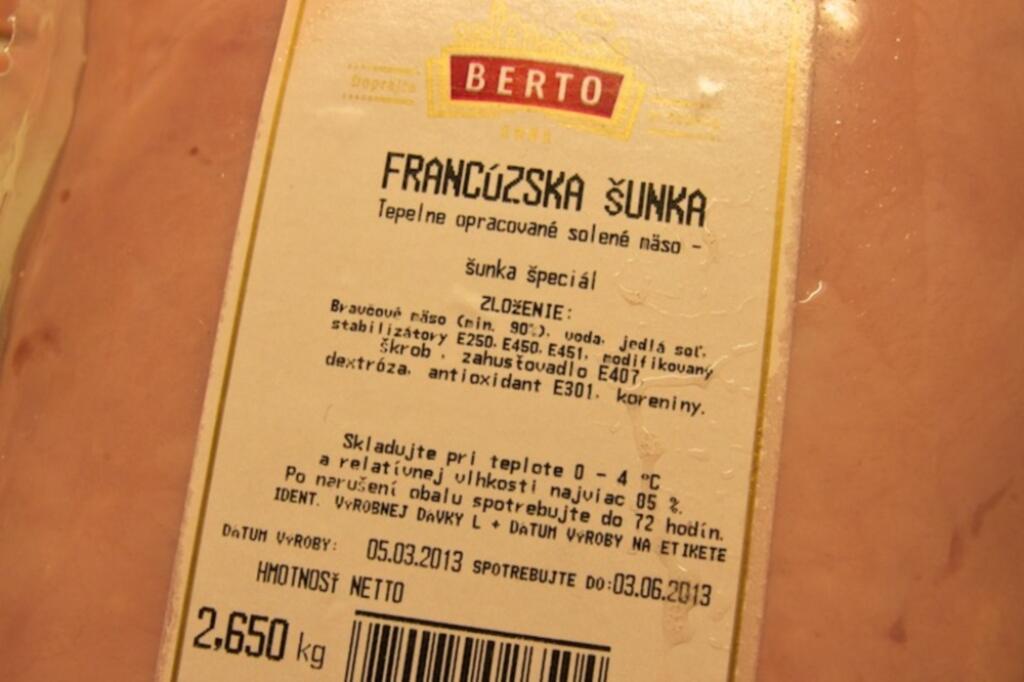 Doprajte
BERTO
FRANCÚZSKA ŠUNKA
Tepelne opracované solené mäso -
šunka špeciál
ZLOŽENIE:
Bravčové mäso (min. 90%), voda, jedlá soľ,
stabilizátory E250, E450, E451, modifikovaný
škrob , zahusťovadlo E407,
dextróza, antioxidant E301, koreniny.
Skladujte pri teplote 0 - 4 °C
a relatívnej vlhkosti najviac 85 %.
Po narušení obalu spotrebujte do 72 hodín.
IDENT. VÝROBNEJ DÁVKY L + DÁTUM VÝROBY NA ETIKETE
DÁTUM VÝROBY: 05.03.2013 SPOTREBUJTE DO:03.06.2013
HMOTNOSŤ NETTO
2,650 kg